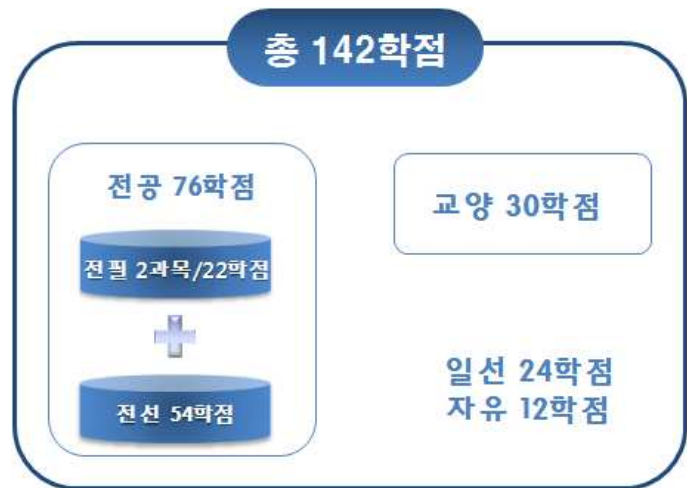 총 142학점
전공 76학점
전필 2과목/22학점
전선 54학점
교양 30학점
일선 24학점
자유 12학점